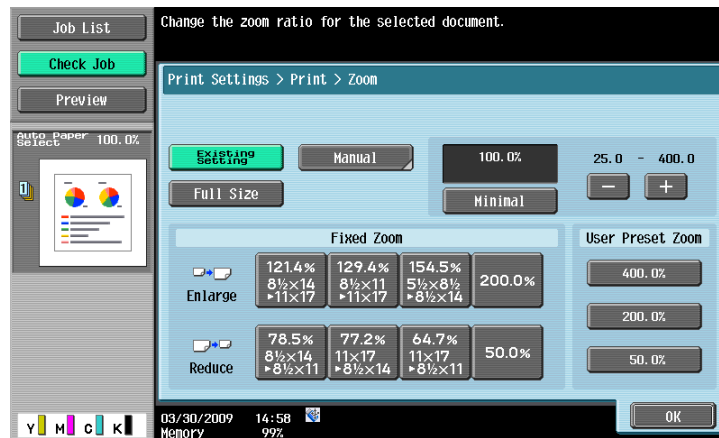 Job List
Check Job
Preview
Auto Paper
Select
100.0%
Change the zoom ratio for the selected document.
Print Settings > Print > Zoom
Existing
Setting
Manual
Full Size
100.0%
25.0 - 400.0
Minimal
− +
Fixed Zoom
Enlarge
121.4%
8½×14
▸11×17
129.4%
8½×11
▸11×17
154.5%
5½×8½
▸8½×14
200.0%
Reduce
78.5%
8½×14
▸8½×11
77.2%
11×17
▸8½×14
64.7%
11×17
▸8½×11
50.0%
User Preset Zoom
400.0%
200.0%
50.0%
Y M C K
03/30/2009 14:58
Memory 99%
OK